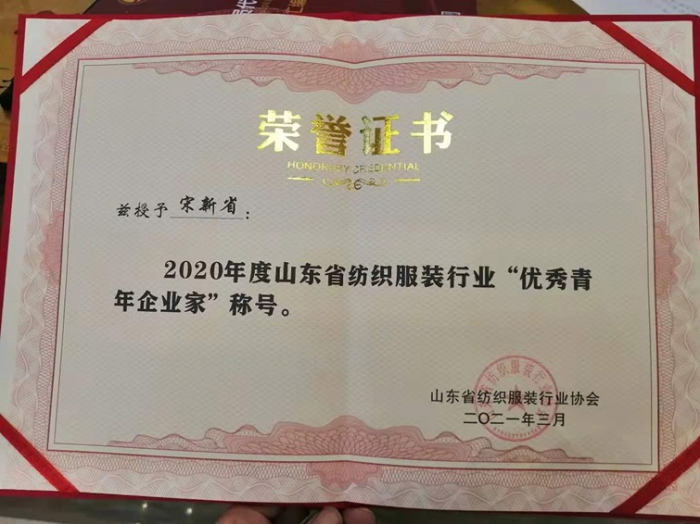 荣誉证书
HONORARY CREDENTIAL
兹授予 宋新省：
2020年度山东省纺织服装行业“优秀青
年企业家”称号。
山东省纺织服装行业协会
二〇二一年三月